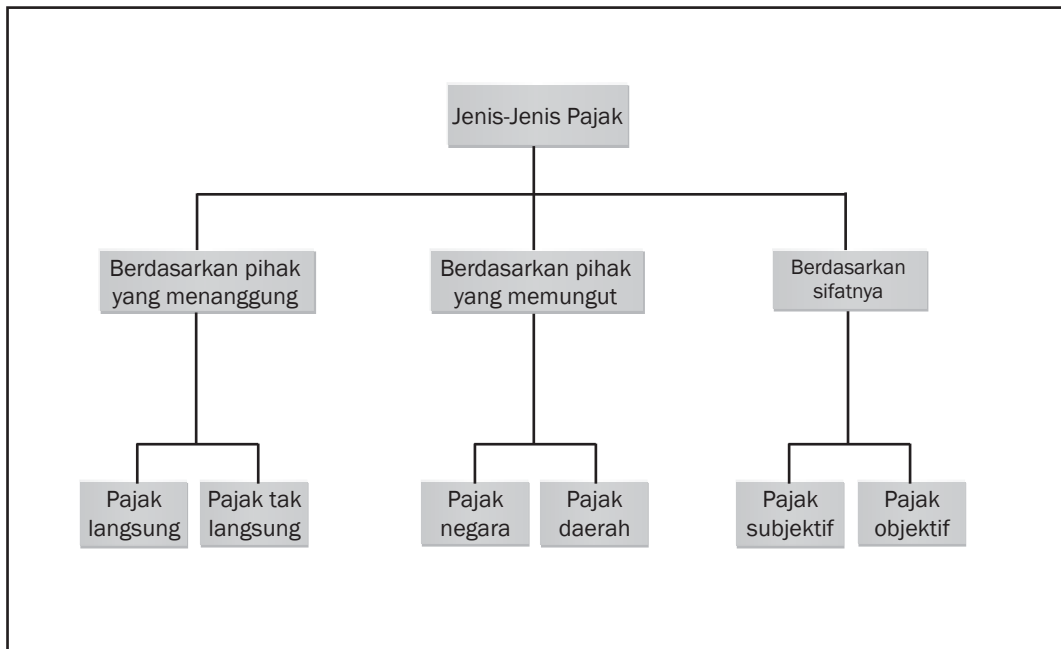 Jenis-Jenis Pajak
Berdasarkan pihak
yang menanggung
Berdasarkan pihak
yang memungut
Berdasarkan
sifatnya
Pajak
langsung
Pajak tak
langsung
Pajak
negara
Pajak
daerah
Pajak
subjektif
Pajak
objektif